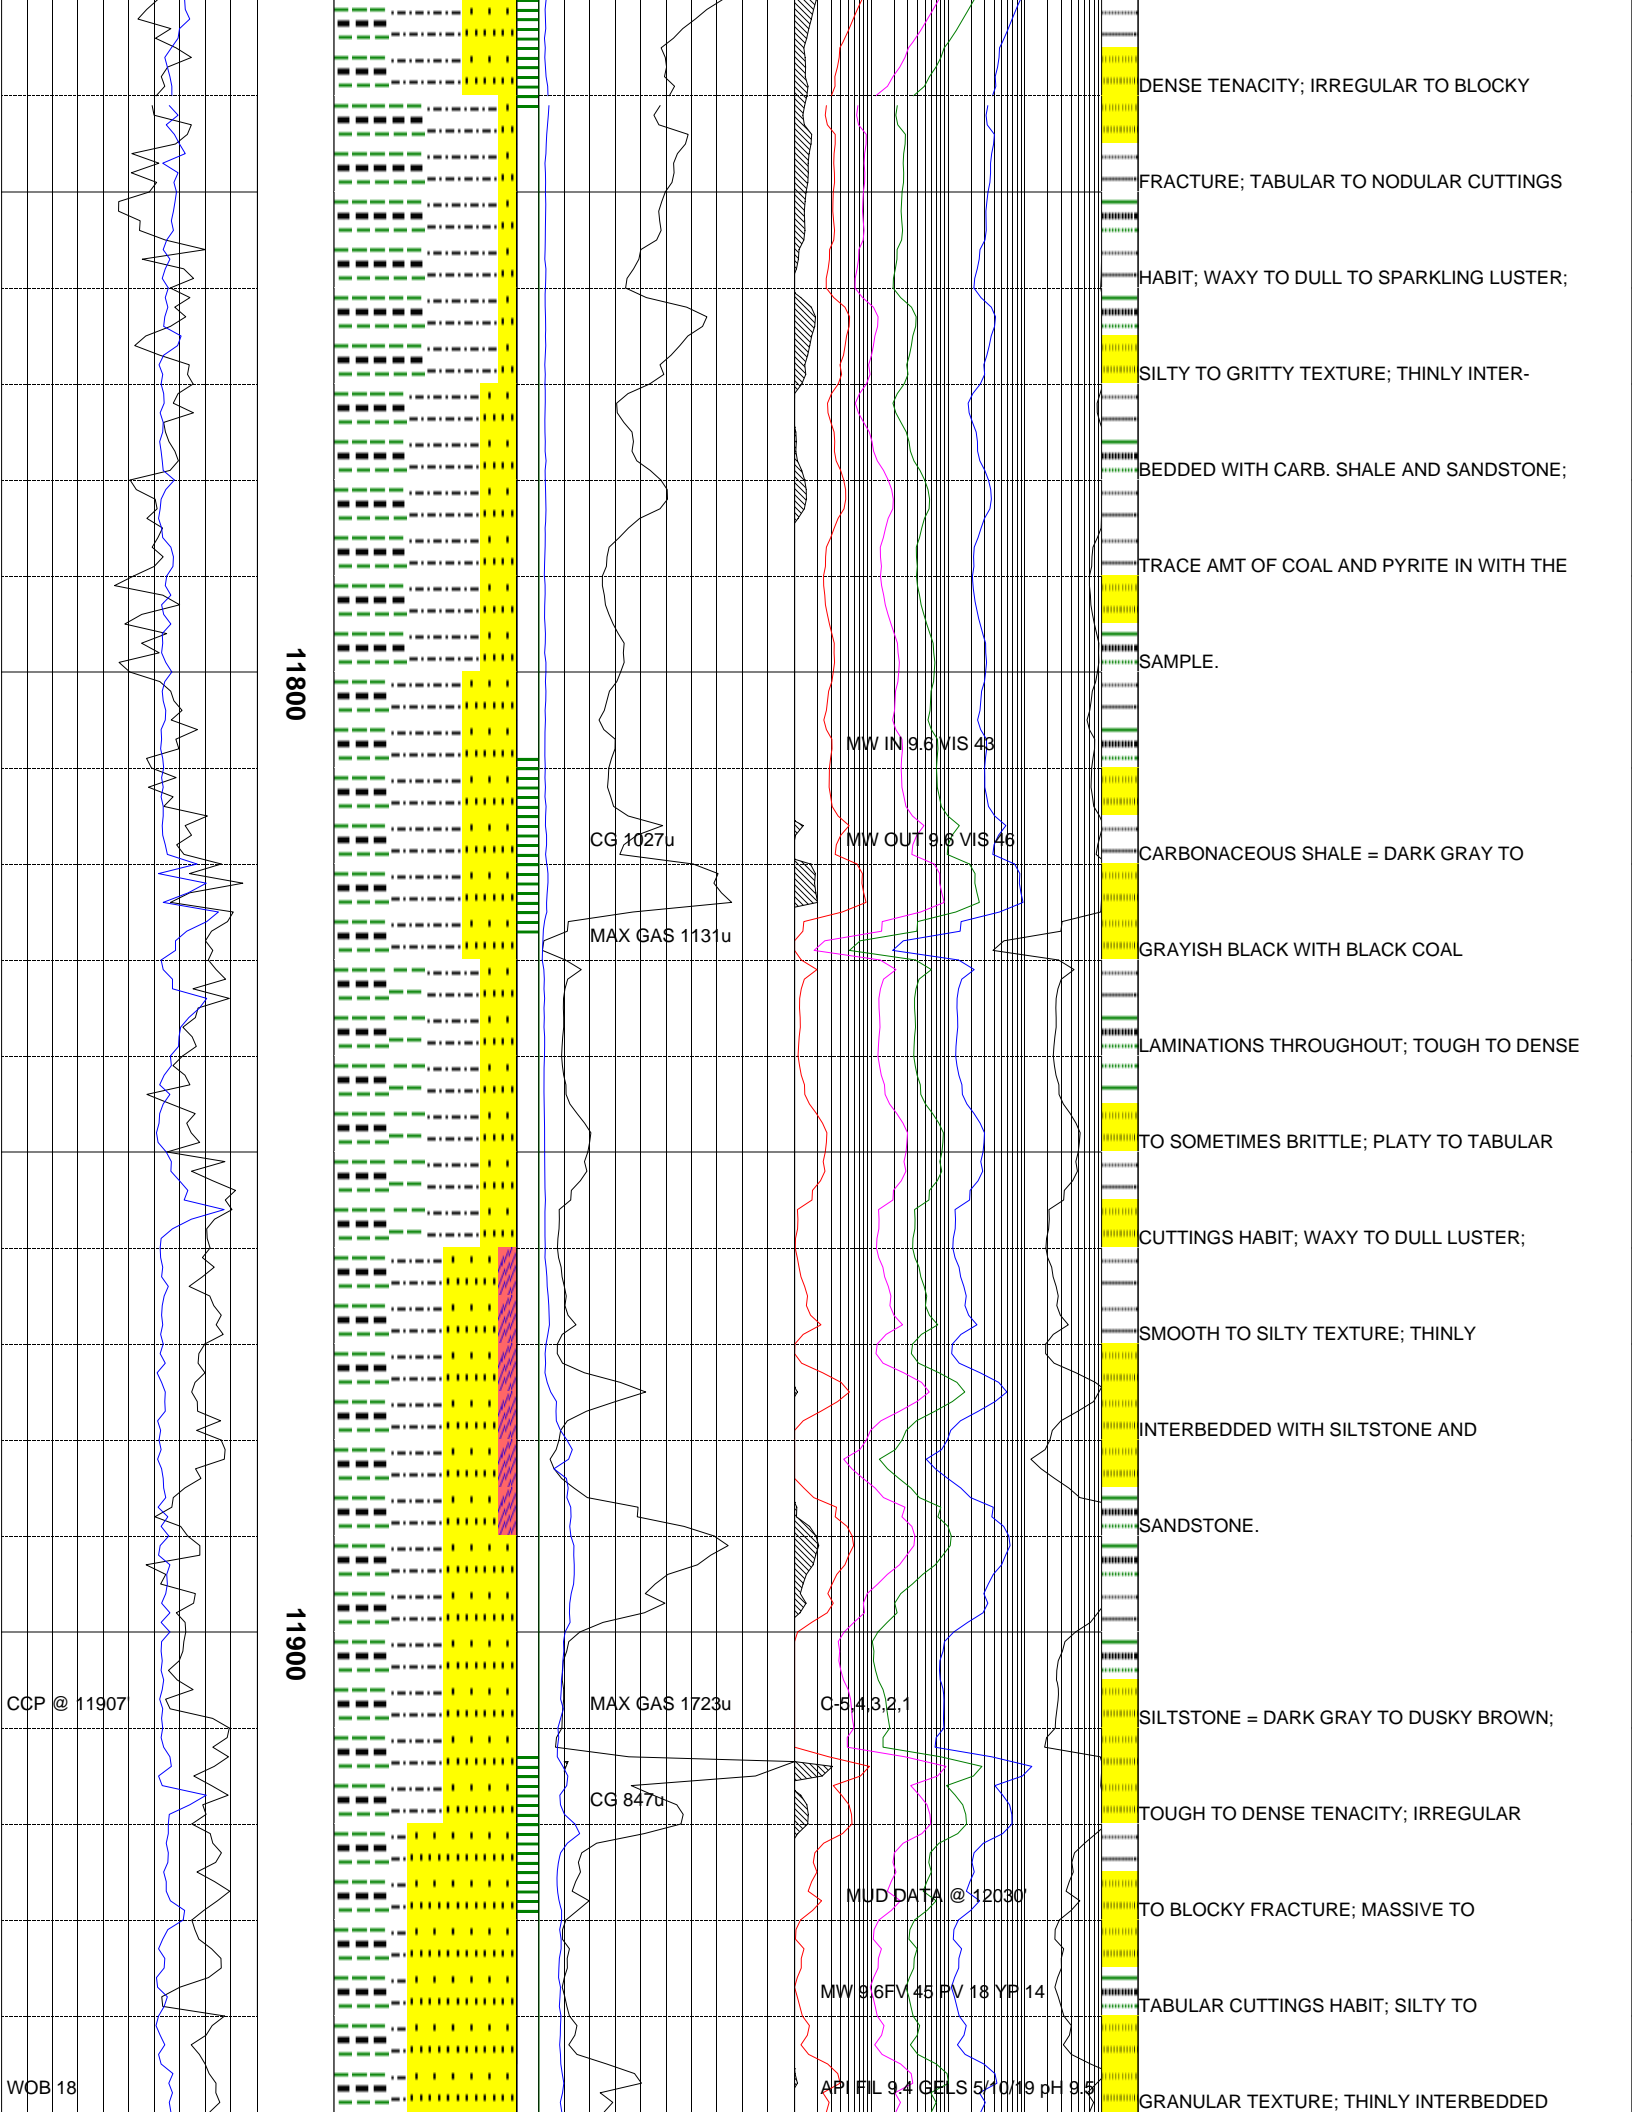 DENSE TENACITY; IRREGULAR TO BLOCKY
FRACTURE; TABULAR TO NODULAR CUTTINGS
HABIT; WAXY TO DULL TO SPARKLING LUSTER;
SILTY TO GRITTY TEXTURE; THINLY INTER-
BEDDED WITH CARB. SHALE AND SANDSTONE;
TRACE AMT OF COAL AND PYRITE IN WITH THE
SAMPLE.
11800
MW IN 9.6 VIS 43
CG 1027u
MW OUT 9.6 VIS 46
CARBONACEOUS SHALE = DARK GRAY TO
MAX GAS 1131u
GRAYISH BLACK WITH BLACK COAL
LAMINATIONS THROUGHOUT; TOUGH TO DENSE
TO SOMETIMES BRITTLE; PLATY TO TABULAR
CUTTINGS HABIT; WAXY TO DULL LUSTER;
SMOOTH TO SILTY TEXTURE; THINLY
INTERBEDDED WITH SILTSTONE AND
SANDSTONE.
11900
CCP @ 11907'
MAX GAS 1723u
C-5,4,3,2,1
SILTSTONE = DARK GRAY TO DUSKY BROWN;
CG 847u
TOUGH TO DENSE TENACITY; IRREGULAR
MUD DATA @ 12030'
TO BLOCKY FRACTURE; MASSIVE TO
MW 9.6FV 45 PV 18 YP 14
TABULAR CUTTINGS HABIT; SILTY TO
WOB 18
API FIL 9.4 GELS 5/10/19 pH 9.5
GRANULAR TEXTURE; THINLY INTERBEDDED